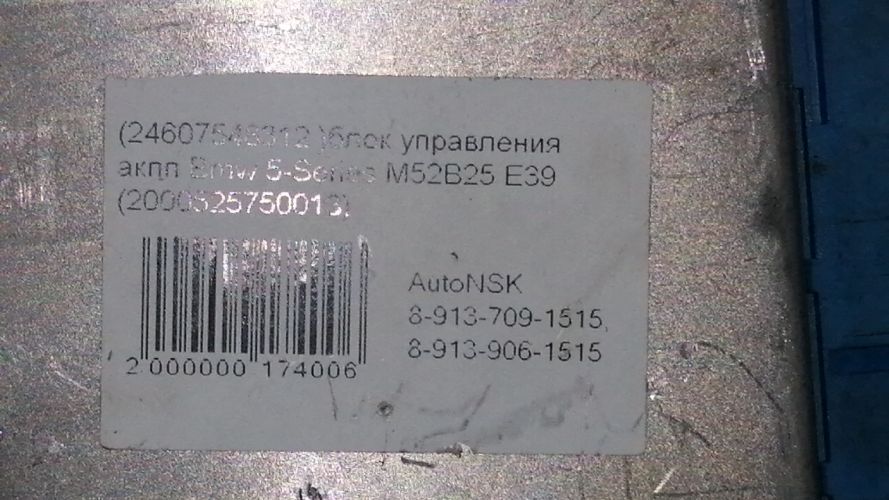 (24607548312 )блок управления
акпп Bmw 5-Series M52B25 E39
(2000525750013)
AutoNSK
8-913-709-1515,
8-913-906-1515
2 000000 174006